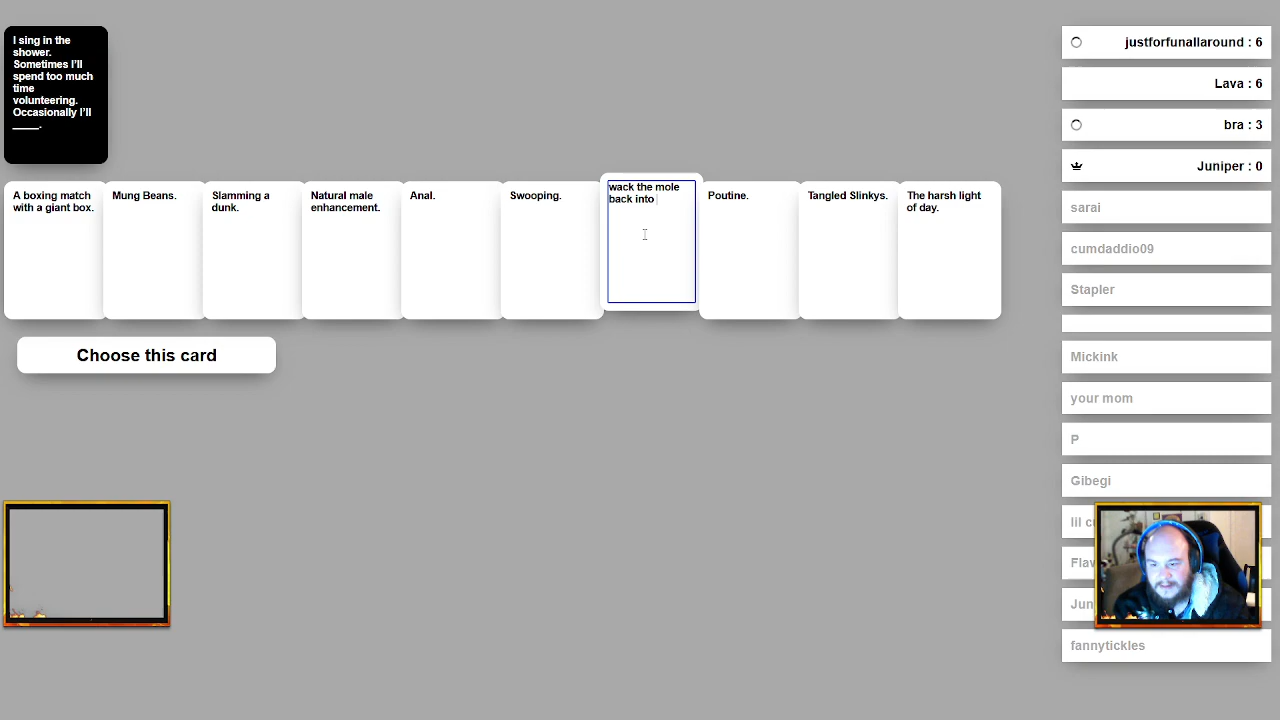 I sing in the
shower.
Sometimes I'll
spend too much
time
volunteering.
Occasionally I'll
_____.
A boxing match
with a giant box.
Mung Beans.
Slamming a
dunk.
Natural male
enhancement.
Anal.
Swooping.
wack the mole
back into
Poutine.
Tangled Slinkys.
The harsh light
of day.
Choose this card
justforfunallaround : 6
Lava : 6
bra : 3
Juniper : 0
sarai
cumdaddio09
Stapler
Mickink
your mom
P
Gibegi
lil
Flav
Jun
fannytickles